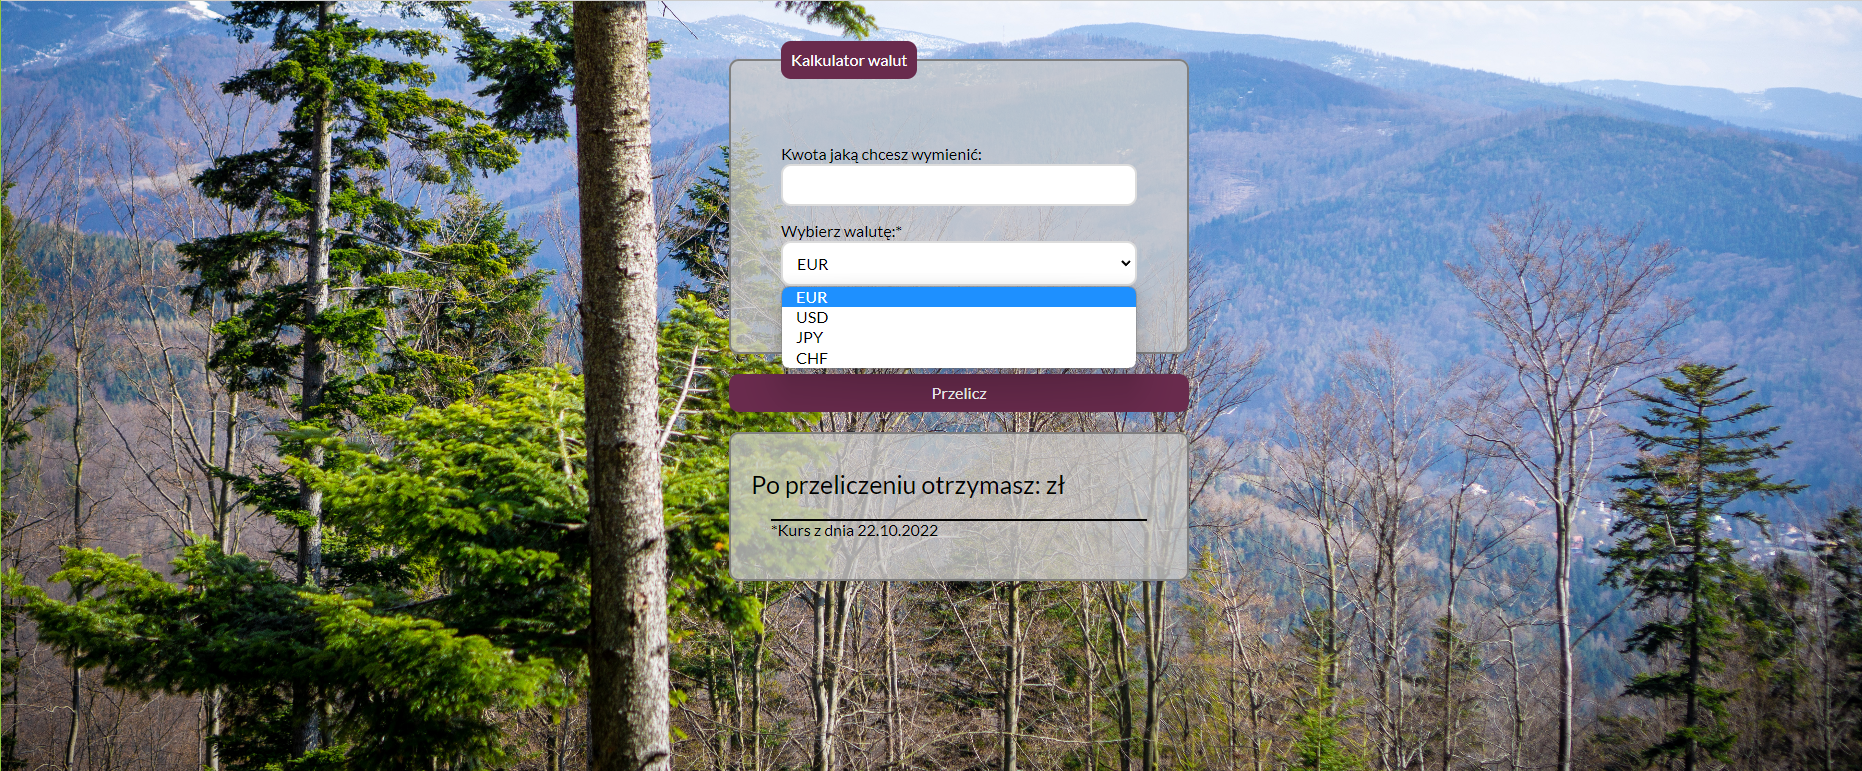 Kalkulator walut
Kwota jaką chcesz wymienić:
Wybierz walutę:*
EUR
EUR
USD
JPY
CHF
Przelicz
Po przeliczeniu otrzymasz: zł
*Kurs z dnia 22.10.2022